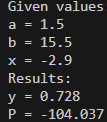 Given values
a = 1.5
b = 15.5
x = -2.9
Results:
y = 0.728
P = -104.037